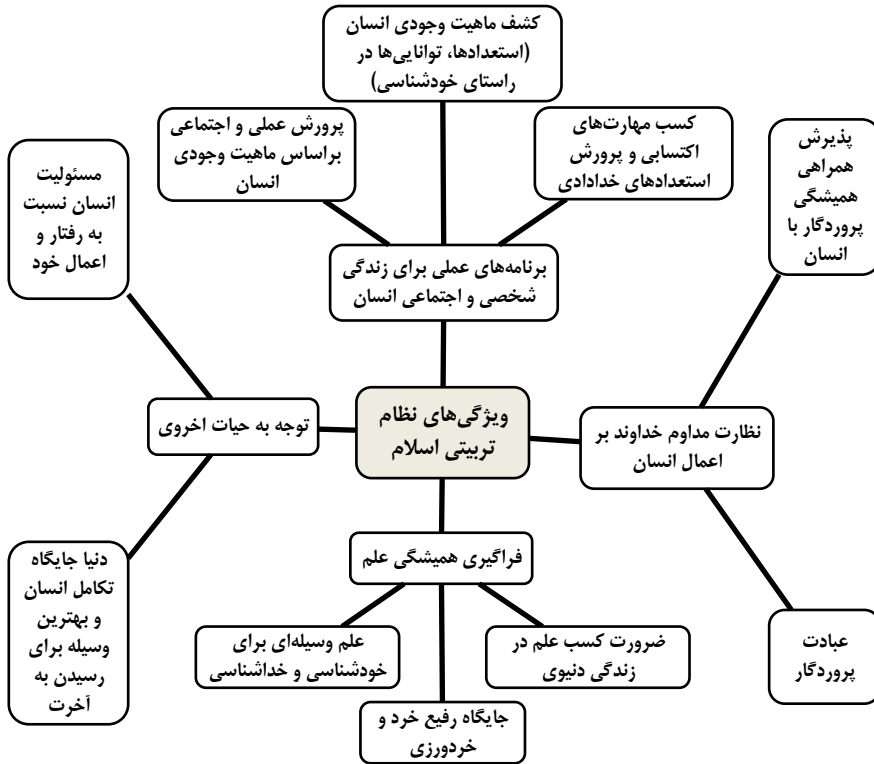 کشف ماهیت وجودی انسان
(استعدادها، توانایی‌ها در
راستای خودشناسی)
کسب مهارت‌های
اکتسابی و پرورش
استعدادهای خدادادی
پرورش عملی و اجتماعی
براساس ماهیت وجودی
انسان
پذیرش
همراهی
همیشگی
پروردگار با
انسان
مسئولیت
انسان نسبت
به رفتار و
اعمال خود
برنامه‌های عملی برای زندگی
شخصی و اجتماعی انسان
ویژگی‌های نظام
تربیتی اسلام
نظارت مداوم خداوند بر
اعمال انسان
توجه به حیات اخروی
فراگیری همیشگی علم
ضرورت کسب علم در
زندگی دنیوی
علم وسیله‌ای برای
خودشناسی و خداشناسی
جایگاه رفیع خرد و
خردورزی
عبادت
پروردگار
دنیا جایگاه
تکامل انسان
و بهترین
وسیله برای
رسیدن به
آخرت